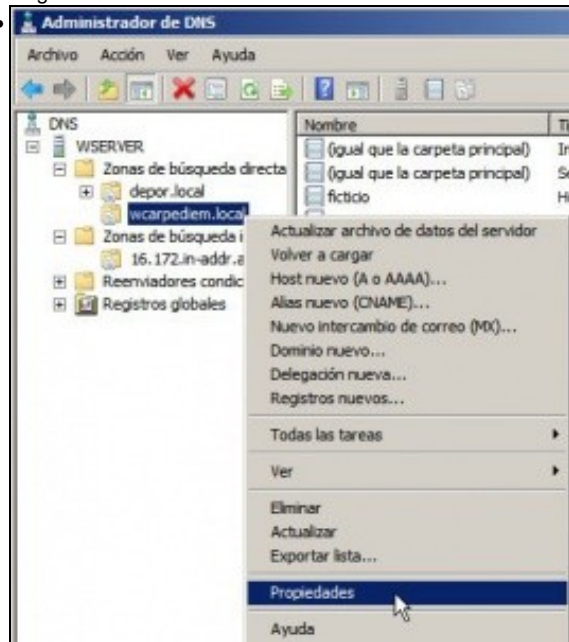 Administrador de DNS
Archivo Acción Ver Ayuda
DNS
WSERVER
Zonas de búsqueda directa
depor.local
wcarpediem.local
Zonas de búsqueda i
16.172.in-addr.a
Reenviadores condic
Registros globales
Nombre
(igual que la carpeta principal)
(igual que la carpeta principal)
ficticio
Actualizar archivo de datos del servidor
Volver a cargar
Host nuevo (A o AAAA)...
Alias nuevo (CNAME)...
Nuevo intercambio de correo (MX)...
Dominio nuevo...
Delegación nueva...
Registros nuevos...
Todas las tareas
Ver
Eliminar
Actualizar
Exportar lista...
Propiedades
Ayuda